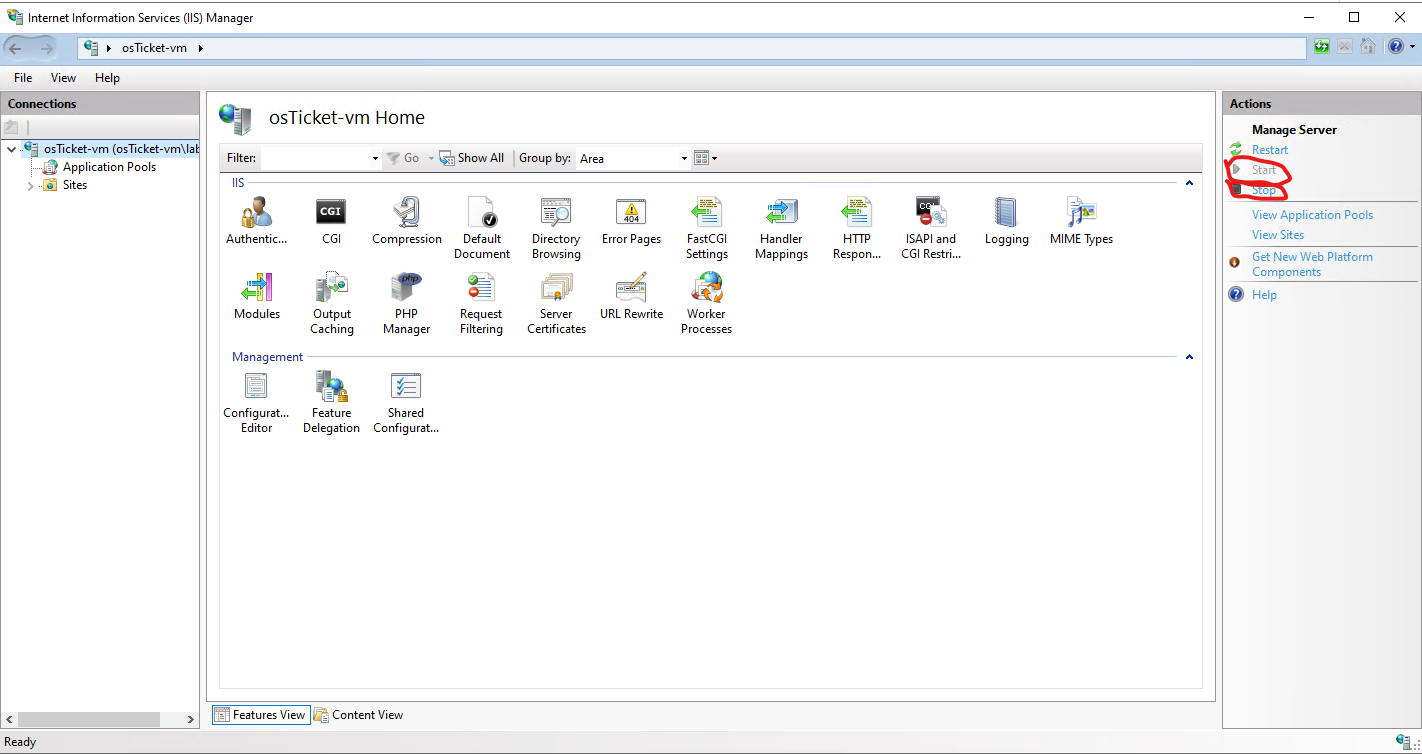 Internet Information Services (IIS) Manager
osTicket-vm
File View Help
Connections
osTicket-vm (osTicket-vm\lab
Application Pools
Sites
osTicket-vm Home
Filter: Go Show All Group by: Area
IIS
Authentic...
CGI
CGI
Compression
Default
Document
Directory
Browsing
404
Error Pages
FastCGI
Settings
Handler
Mappings
HTTP
Respon...
ISAPI and
CGI Restri...
Logging
MIME Types
Modules
Output
Caching
php
PHP
Manager
Request
Filtering
Server
Certificates
URL Rewrite
Worker
Processes
Management
Configurat...
Editor
Feature
Delegation
Shared
Configurat...
Features View Content View
Actions
Manage Server
Restart
Start
Stop
View Application Pools
View Sites
Get New Web Platform
Components
Help
Ready